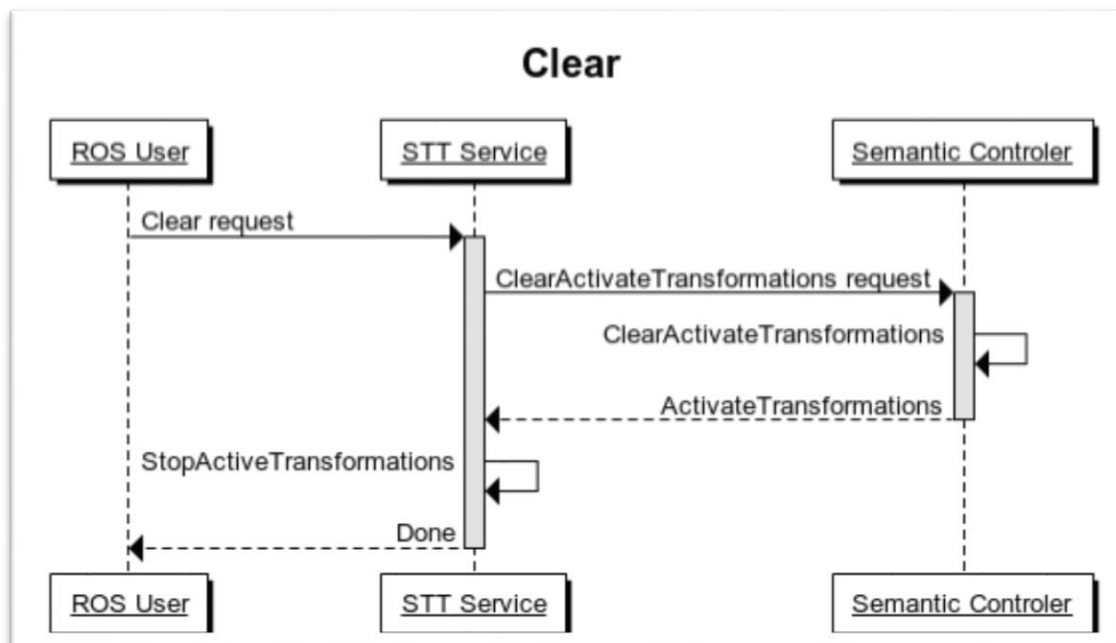 Clear
ROS User
STT Service
Semantic Controler
Clear request
ClearActivateTransformations request
ClearActivateTransformations
ActivateTransformations
StopActiveTransformations
Done
ROS User
STT Service
Semantic Controler